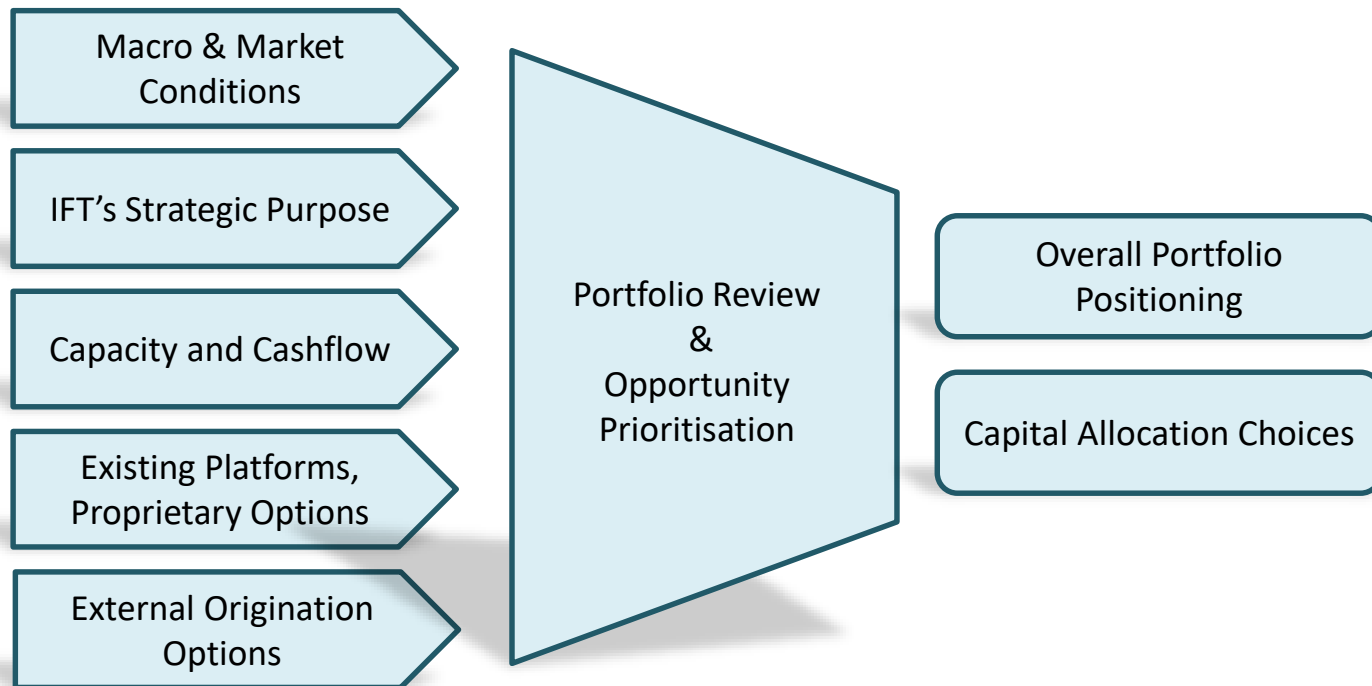 Macro & Market
Conditions
IFT’s Strategic Purpose
Capacity and Cashflow
Existing Platforms,
Proprietary Options
External Origination
Options
Portfolio Review
&
Opportunity
Prioritisation
Overall Portfolio
Positioning
Capital Allocation Choices